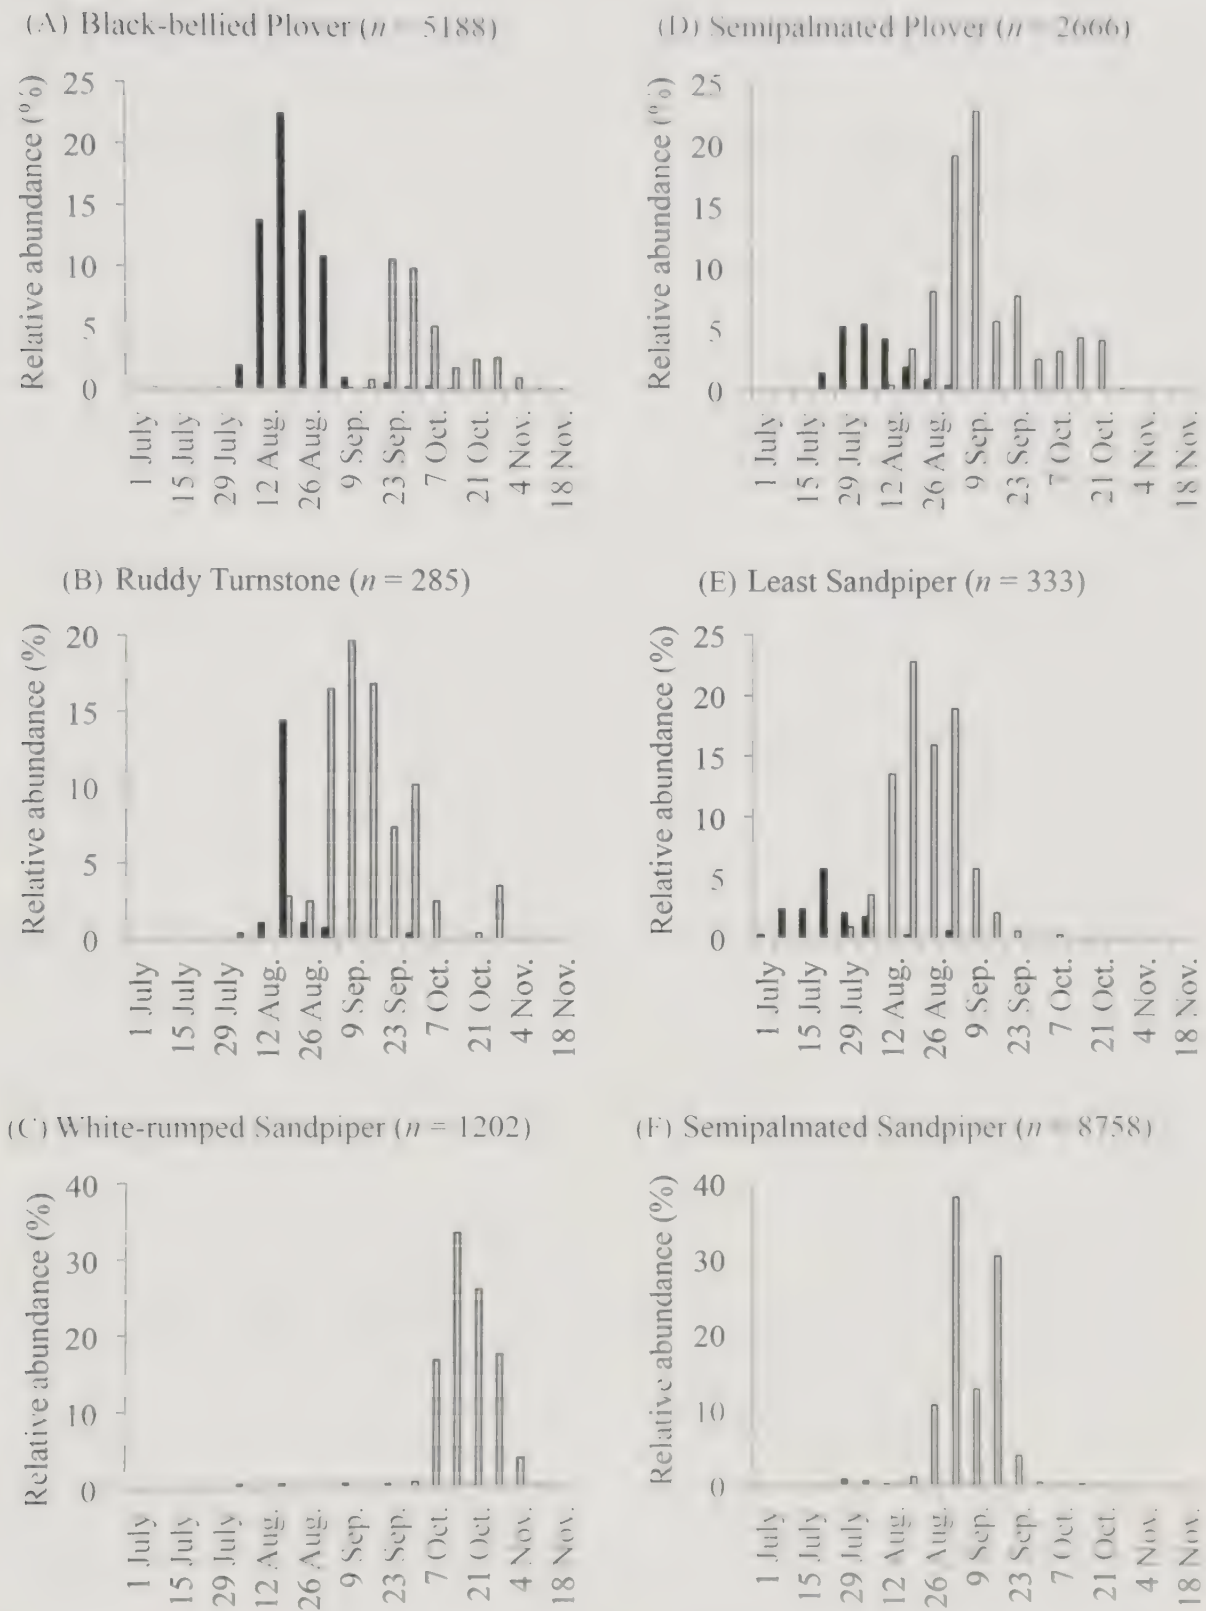 (A) Black-bellied Plover (n = 5188)
Relative abundance (%)
25
20
15
10
5
0
1 July
15 July
29 July
12 Aug.
26 Aug.
9 Sep.
23 Sep.
7 Oct.
21 Oct.
4 Nov.
18 Nov.
(B) Ruddy Turnstone (n = 285)
Relative abundance (%)
20
15
10
5
0
1 July
15 July
29 July
12 Aug.
26 Aug.
9 Sep.
23 Sep.
7 Oct.
21 Oct.
4 Nov.
18 Nov.
(C) White-rumped Sandpiper (n = 1202)
Relative abundance (%)
40
30
20
10
0
1 July
15 July
29 July
12 Aug.
26 Aug.
9 Sep.
23 Sep.
7 Oct.
21 Oct.
4 Nov.
18 Nov.
(D) Semipalmated Plover (n = 2666)
Relative abundance (%)
25
20
15
10
5
0
1 July
15 July
29 July
12 Aug.
26 Aug.
9 Sep.
23 Sep.
7 Oct.
21 Oct.
4 Nov.
18 Nov.
(E) Least Sandpiper (n = 333)
Relative abundance (%)
25
20
15
10
5
0
1 July
15 July
29 July
12 Aug.
26 Aug.
9 Sep.
23 Sep.
7 Oct.
21 Oct.
4 Nov.
18 Nov.
(F) Semipalmated Sandpiper (n = 8758)
Relative abundance (%)
40
30
20
10
0
1 July
15 July
29 July
12 Aug.
26 Aug.
9 Sep.
23 Sep.
7 Oct.
21 Oct.
4 Nov.
18 Nov.